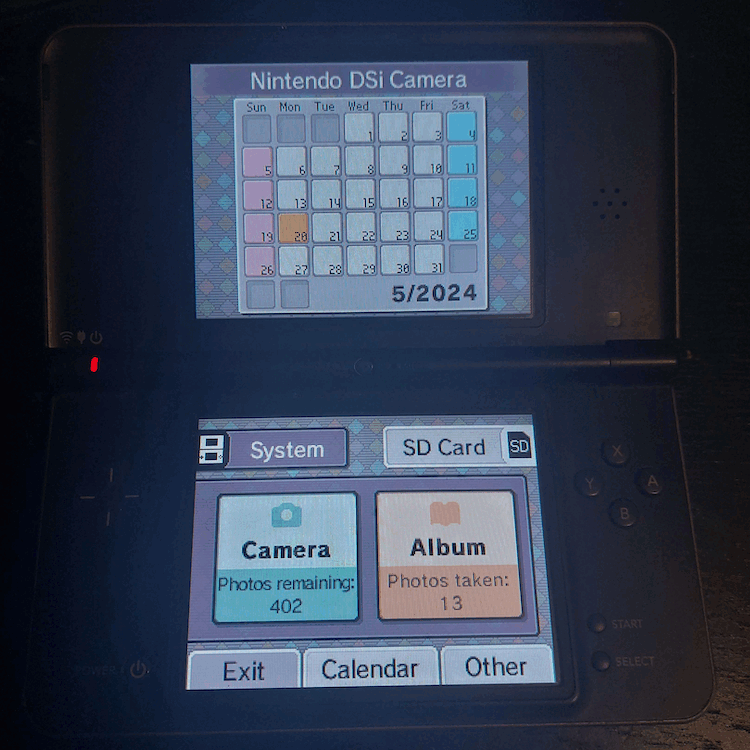 Nintendo DSi Camera
Sun Mon Tue Wed Thu Fri Sat
1 2 3 4
5 6 7 8 9 10 11
12 13 14 15 16 17 18
19 20 21 22 23 24 25
26 27 28 29 30 31
5/2024
System
SD Card SD
Camera
Photos remaining:
402
Album
Photos taken:
13
Exit
Calendar
Other
X
Y
A
B
START
SELECT
POWER